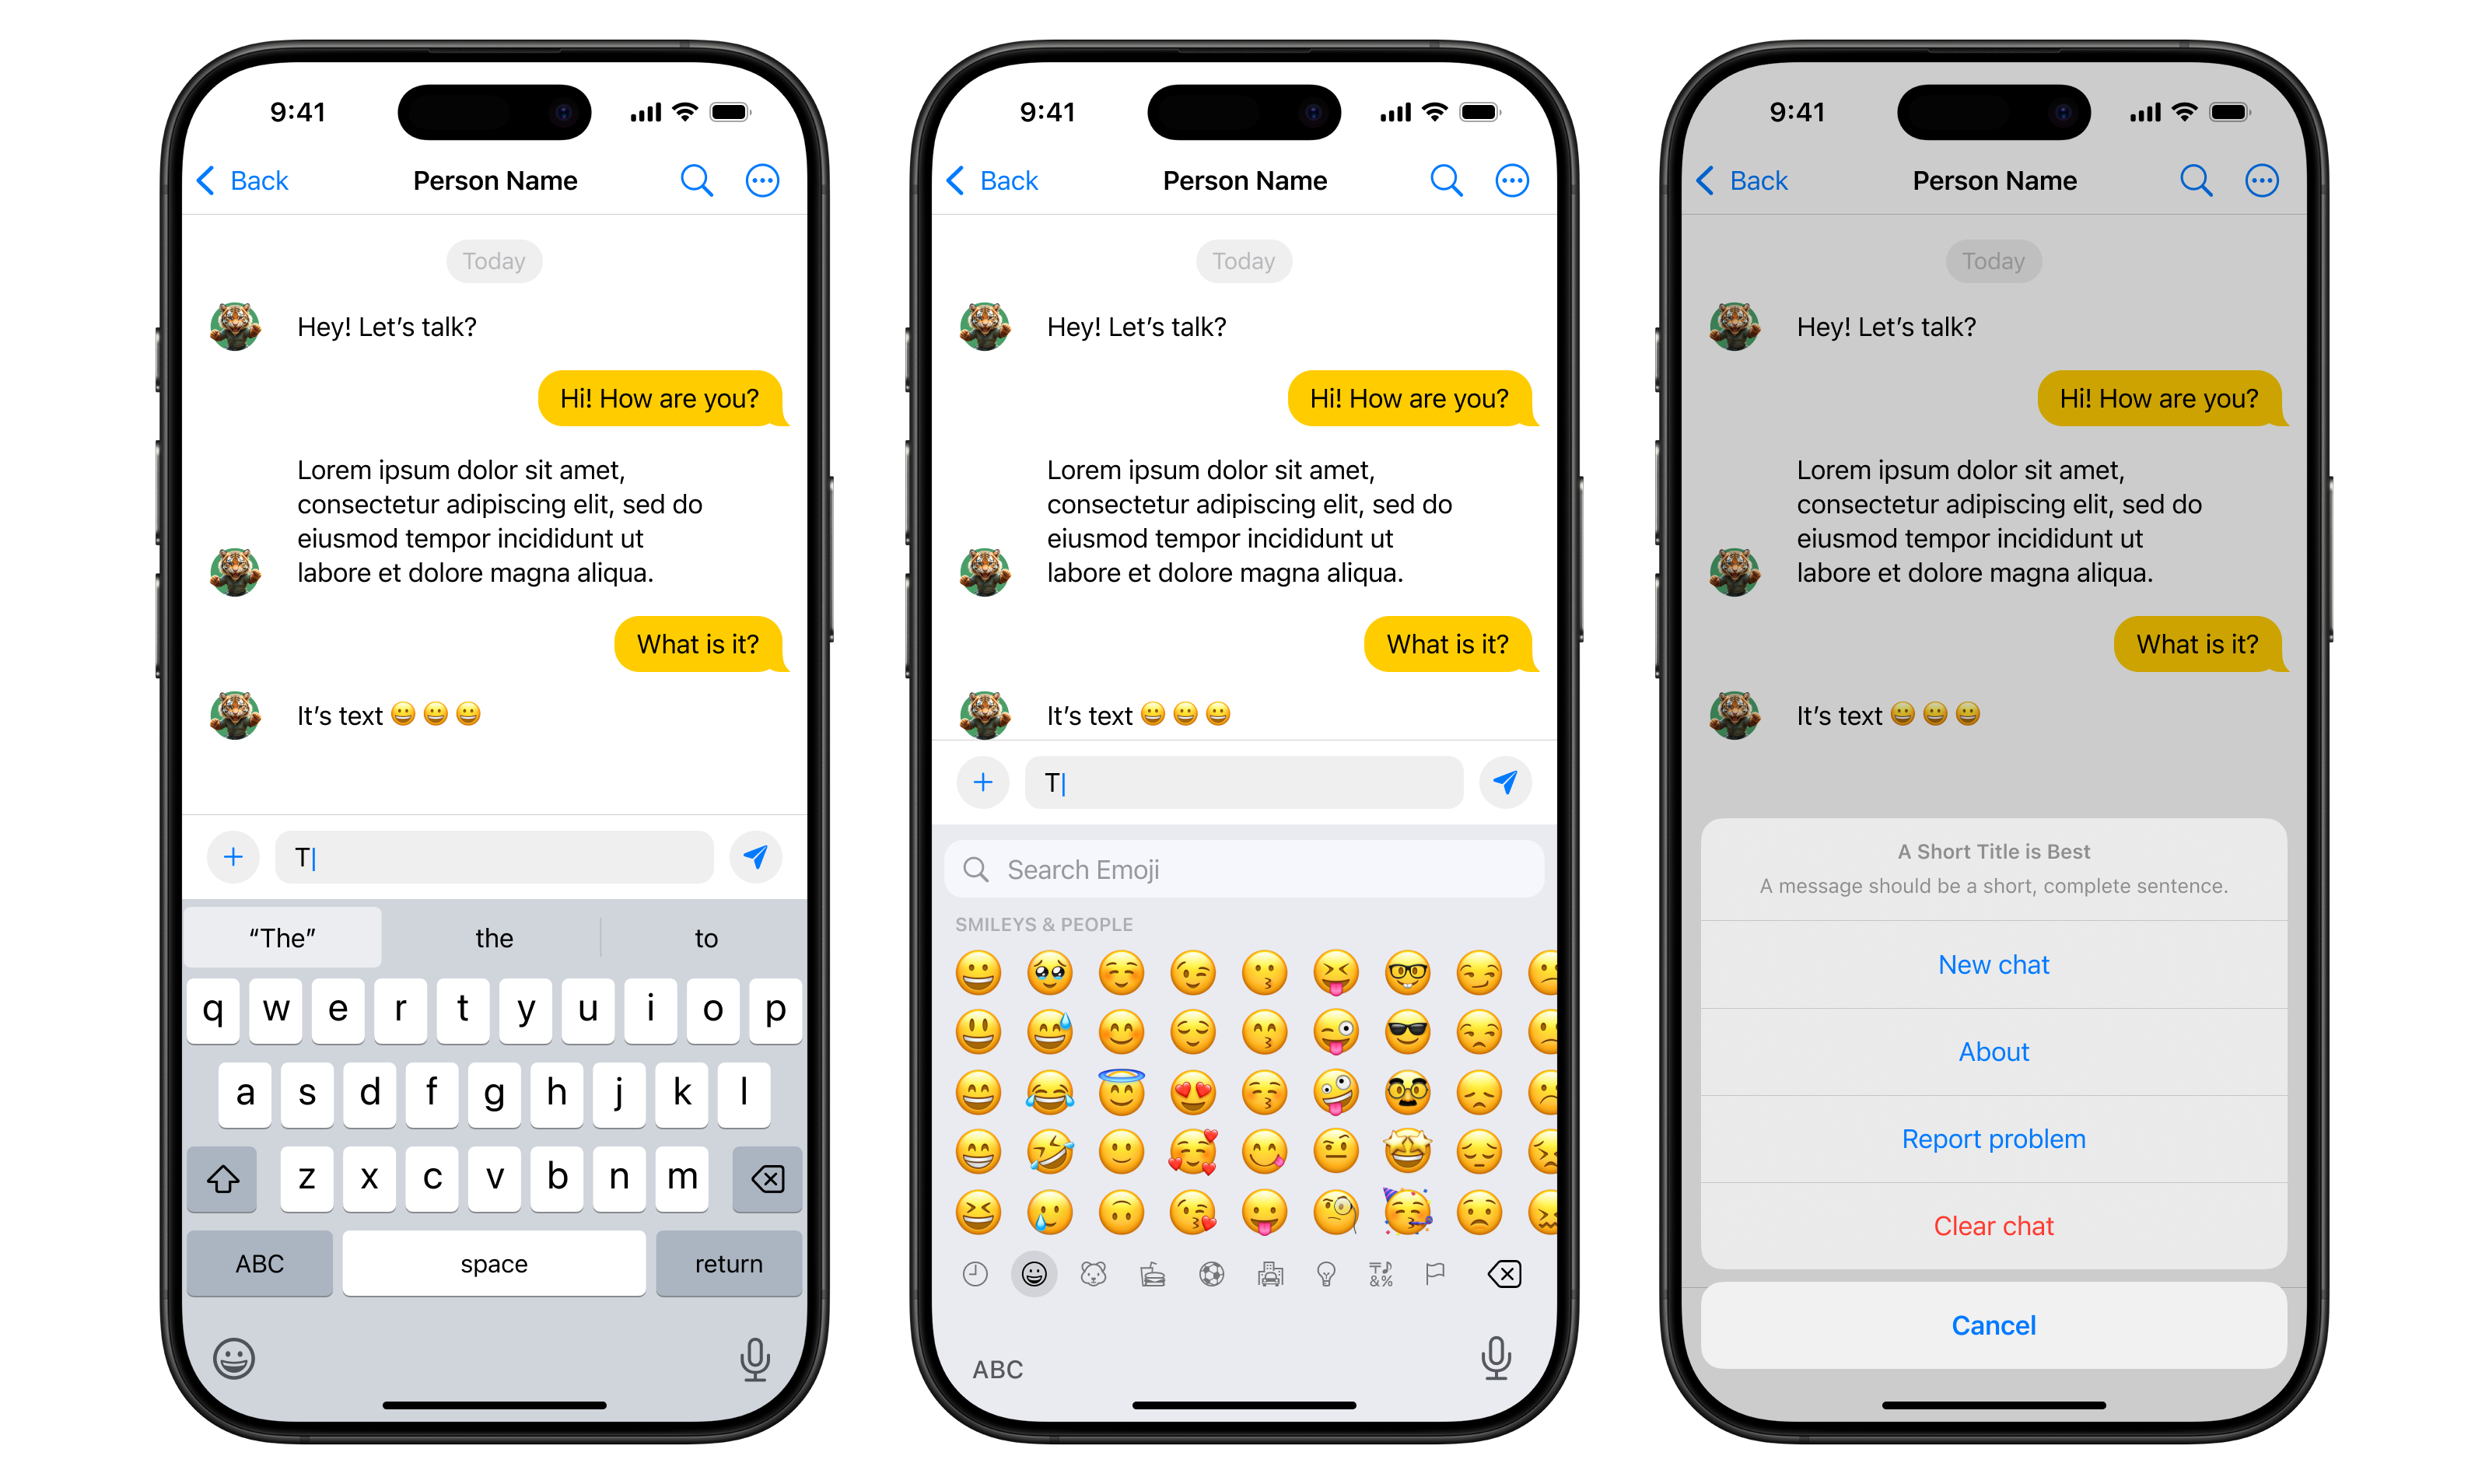 9:41
Back
Person Name
Today
Hey! Let’s talk?
Hi! How are you?
Lorem ipsum dolor sit amet,
consectetur adipiscing elit, sed do
eiusmod tempor incididunt ut
labore et dolore magna aliqua.
What is it?
It’s text 😀 😀 😀
T
“The” the to
q w e r t y u i o p
a s d f g h j k l
z x c v b n m
ABC space return
9:41
Back
Person Name
Today
Hey! Let’s talk?
Hi! How are you?
Lorem ipsum dolor sit amet,
consectetur adipiscing elit, sed do
eiusmod tempor incididunt ut
labore et dolore magna aliqua.
What is it?
It’s text 😀 😀 😀
T
Search Emoji
SMILEYS & PEOPLE
&%
ABC
9:41
Back
Person Name
Today
Hey! Let’s talk?
Hi! How are you?
Lorem ipsum dolor sit amet,
consectetur adipiscing elit, sed do
eiusmod tempor incididunt ut
labore et dolore magna aliqua.
What is it?
It’s text 😀 😀 😀
A Short Title is Best
A message should be a short, complete sentence.
New chat
About
Report problem
Clear chat
Cancel